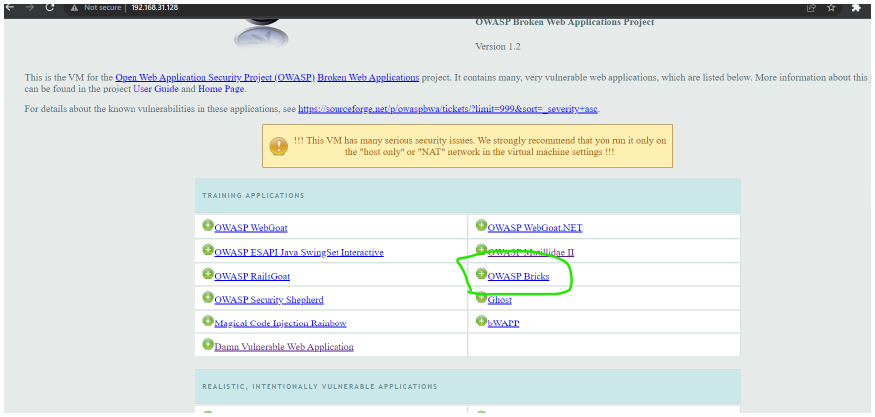 Not secure | 192.168.31.128
OWASP Broken Web Applications Project
Version 1.2
This is the VM for the Open Web Application Security Project (OWASP) Broken Web Applications project. It contains many, very vulnerable web applications, which are listed below. More information about this
can be found in the project User Guide and Home Page.
For details about the known vulnerabilities in these applications, see https://sourceforge.net/p/owaspbwa/tickets/?limit=999&sort=_severity+asc.
!!! This VM has many serious security issues. We strongly recommend that you run it only on
the "host only" or "NAT" network in the virtual machine settings !!!
TRAINING APPLICATIONS
OWASP WebGoat
OWASP WebGoat.NET
OWASP ESAPI Java SwingSet Interactive
OWASP Mutillidae II
OWASP RailsGoat
OWASP Bricks
OWASP Security Shepherd
Ghost
Magical Code Injection Rainbow
bWAPP
Damn Vulnerable Web Application
REALISTIC, INTENTIONALLY VULNERABLE APPLICATIONS